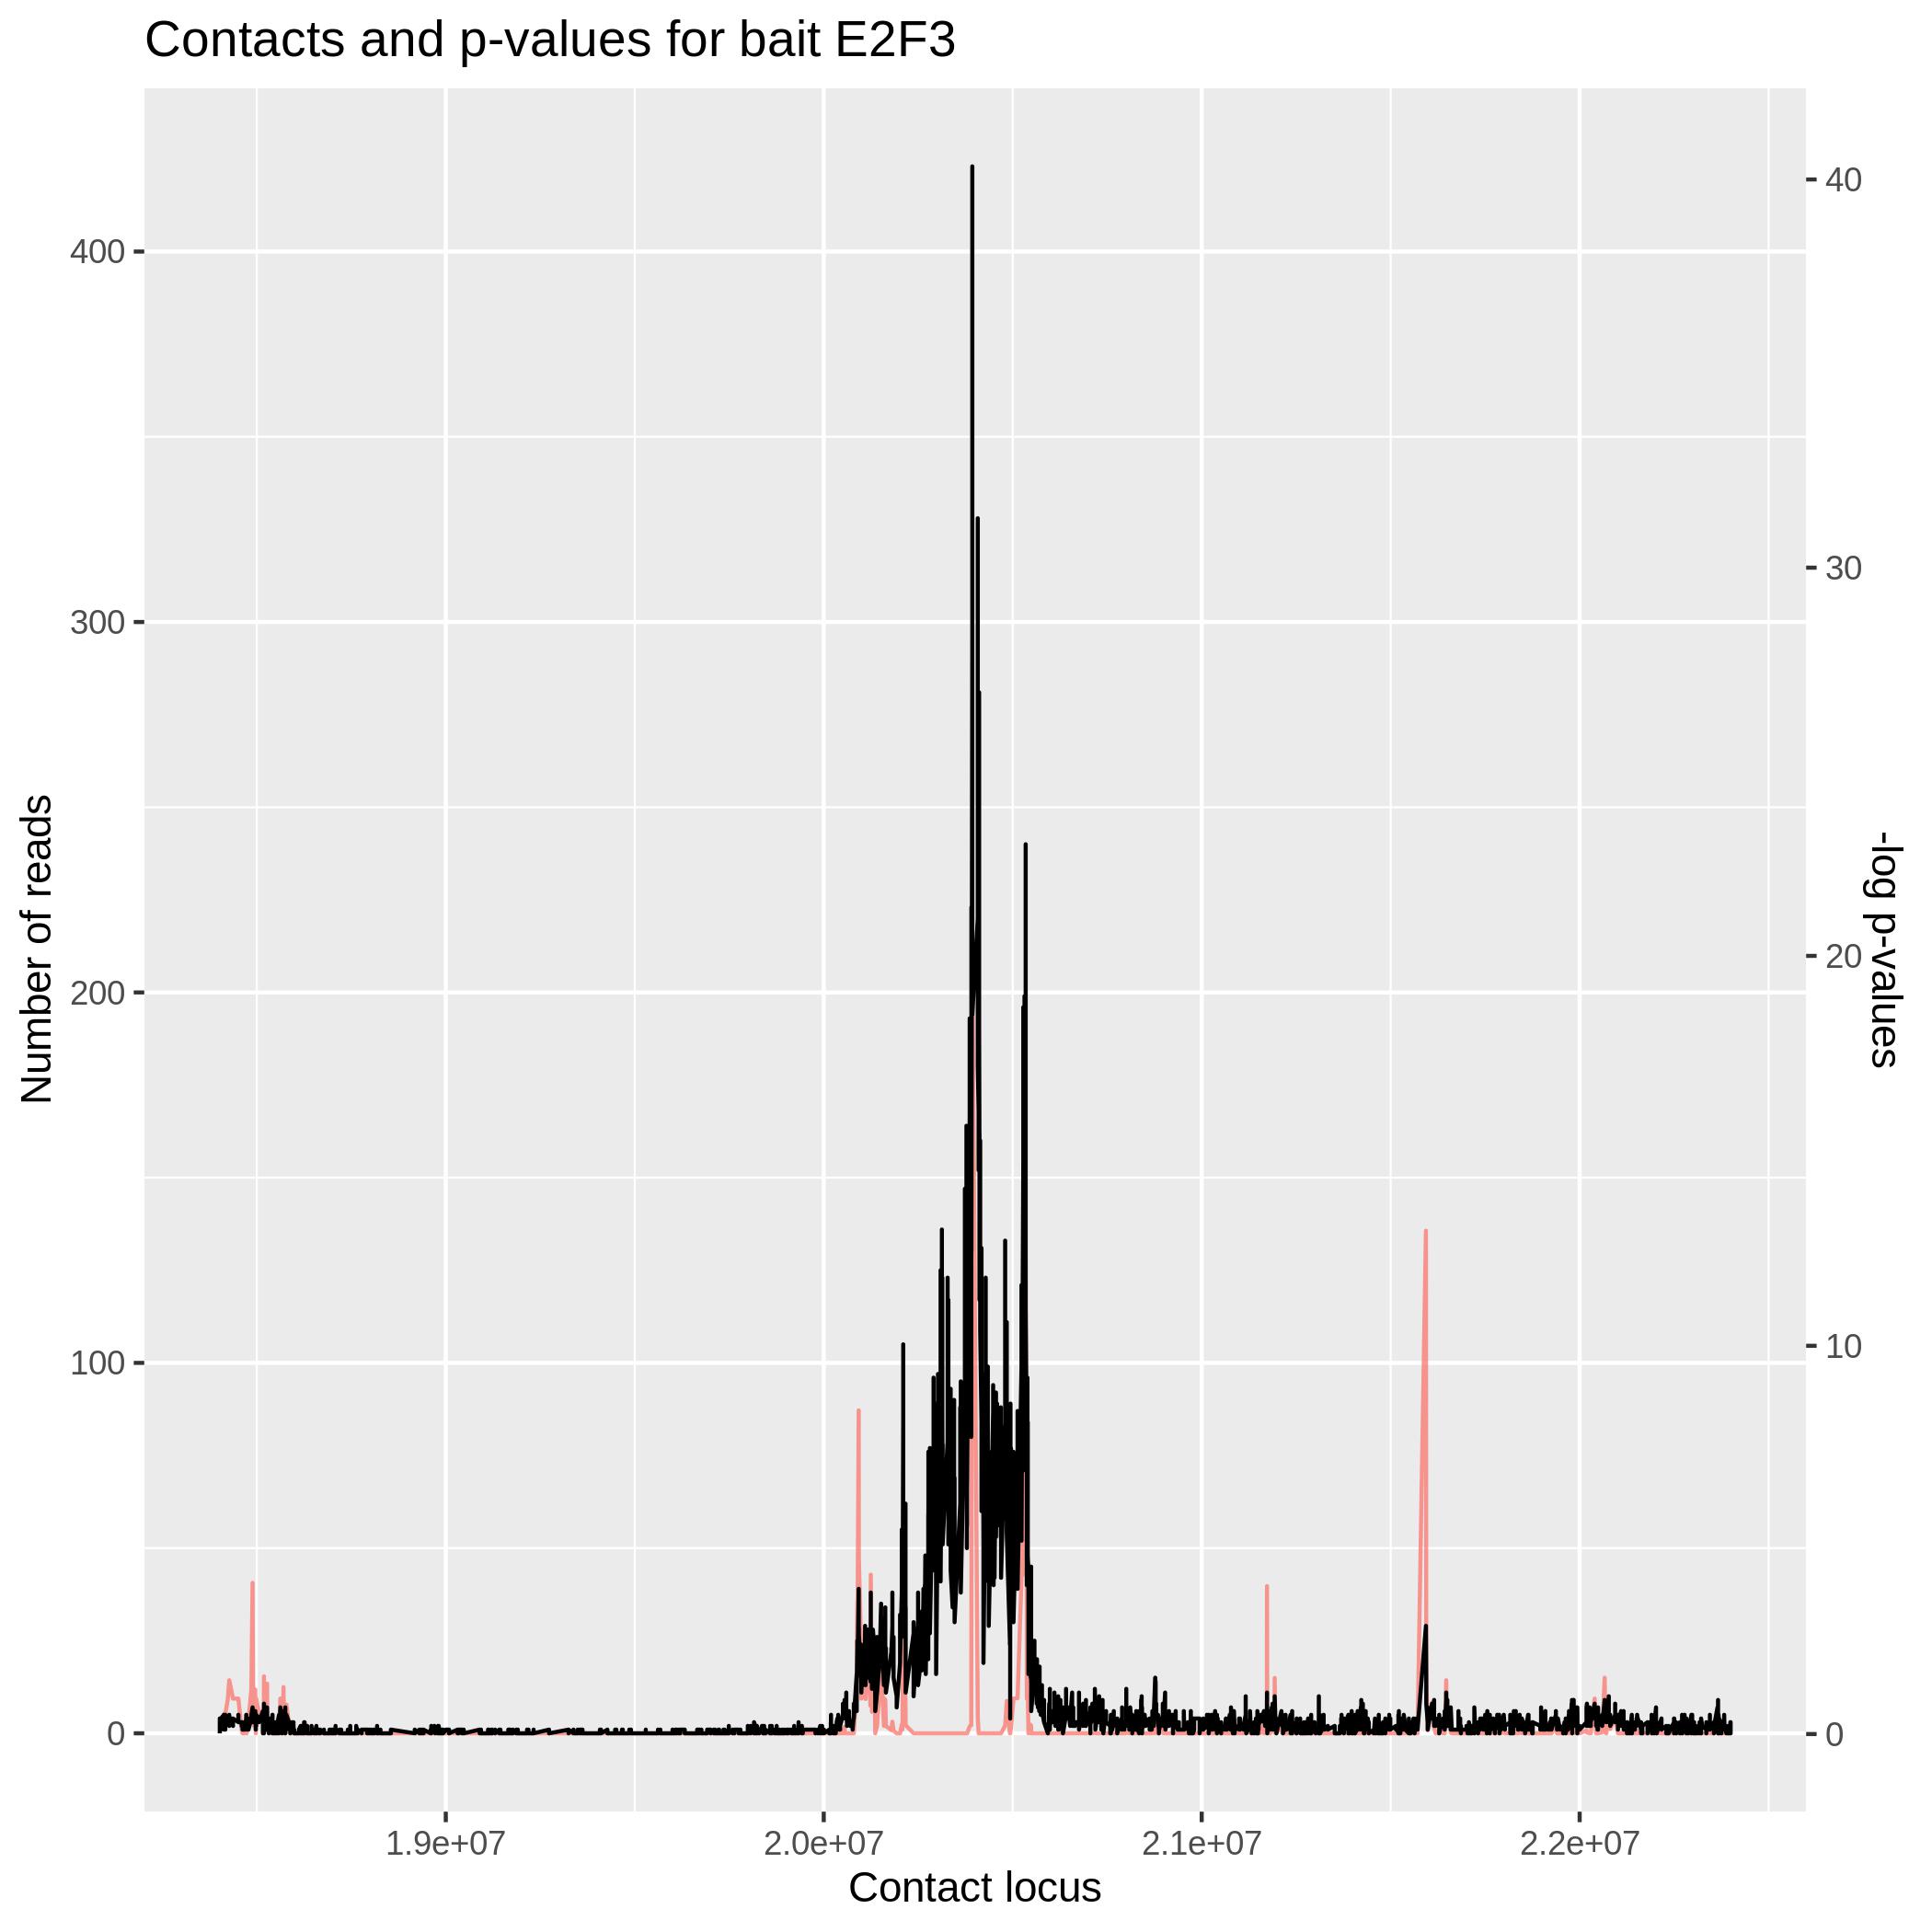 Contacts and p-values for bait E2F3
Number of reads
400
300
200
100
0
40
30
20
10
0
-log p-values
1.9e+07
2.0e+07
2.1e+07
2.2e+07
Contact locus